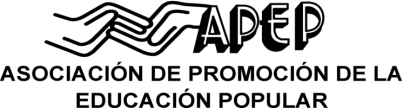 APEP
ASOCIACIÓN DE PROMOCIÓN DE LA
EDUCACIÓN POPULAR